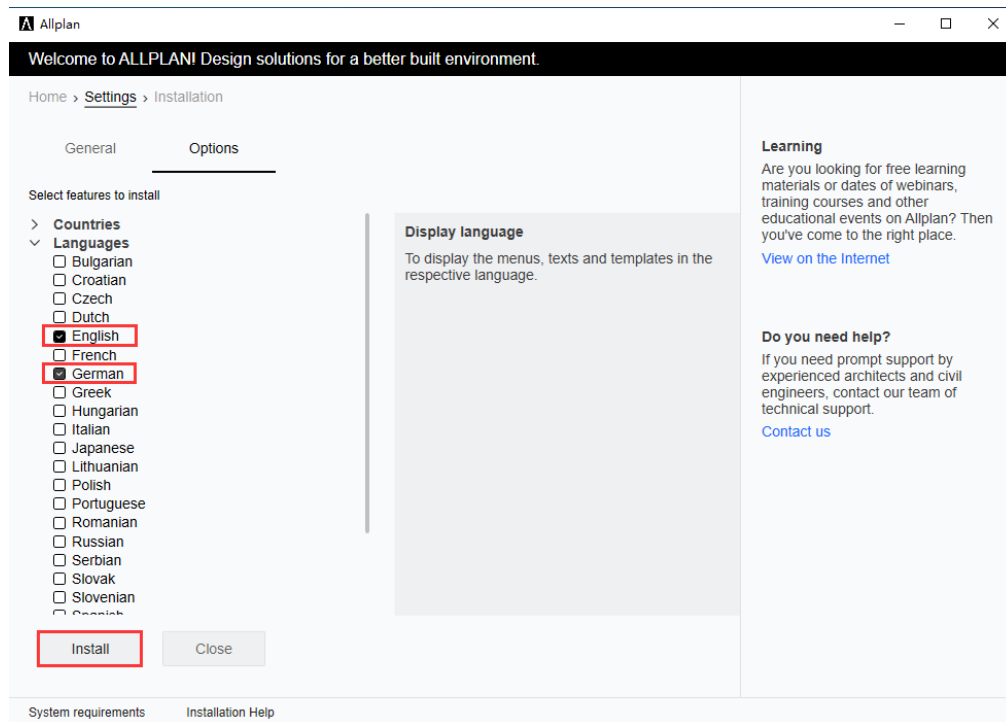 Allplan
Welcome to ALLPLAN! Design solutions for a better built environment.
Home › Settings › Installation
General
Options
Select features to install
Countries
Languages
Bulgarian
Croatian
Czech
Dutch
English
French
German
Greek
Hungarian
Italian
Japanese
Lithuanian
Polish
Portuguese
Romanian
Russian
Serbian
Slovak
Slovenian
Spanish
Display language
To display the menus, texts and templates in the
respective language.
Learning
Are you looking for free learning
materials or dates of webinars,
training courses and other
educational events on Allplan? Then
you've come to the right place.
View on the Internet
Do you need help?
If you need prompt support by
experienced architects and civil
engineers, contact our team of
technical support.
Contact us
Install
Close
System requirements
Installation Help